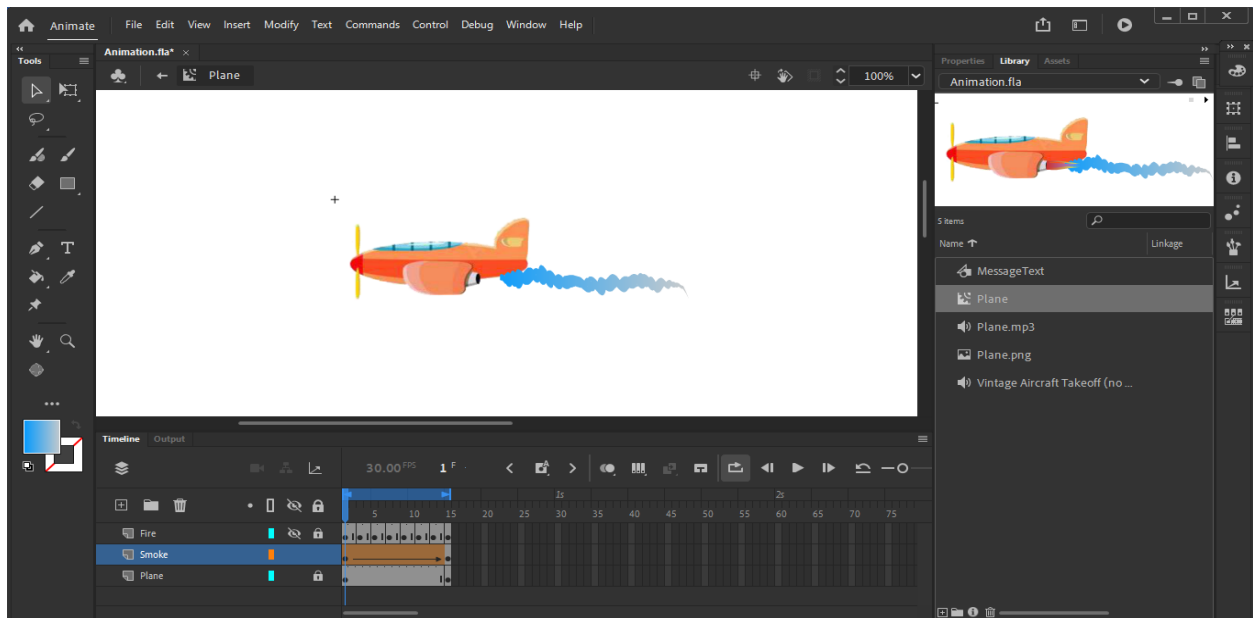 Animate File Edit View Insert Modify Text Commands Control Debug Window Help
Tools
Animation.fla* ×
Plane
100%
Properties Library Assets
Animation.fla
5 items
Name Linkage
MessageText
Plane
Plane.mp3
Plane.png
Vintage Aircraft Takeoff (no ...
T
Timeline Output
30.00 FPS 1 F
1s 2s
5 10 15 20 25 30 35 40 45 50 55 60 65 70 75
Fire
Smoke
Plane